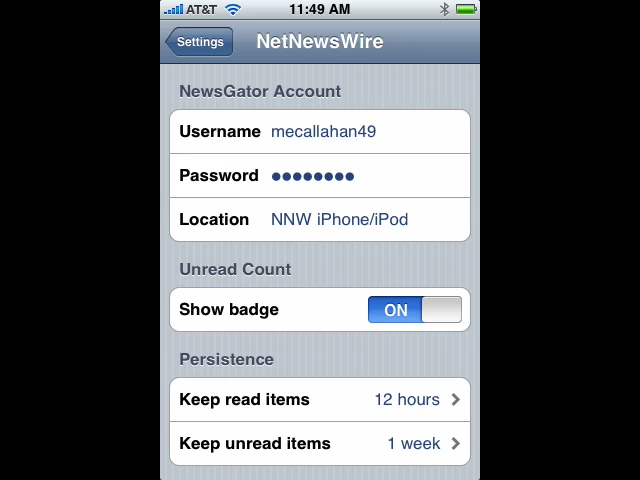 AT&T 11:49 AM
Settings NetNewsWire
NewsGator Account
Username mecallahan49
Password ●●●●●●●●
Location NNW iPhone/iPod
Unread Count
Show badge ON
Persistence
Keep read items 12 hours
Keep unread items 1 week